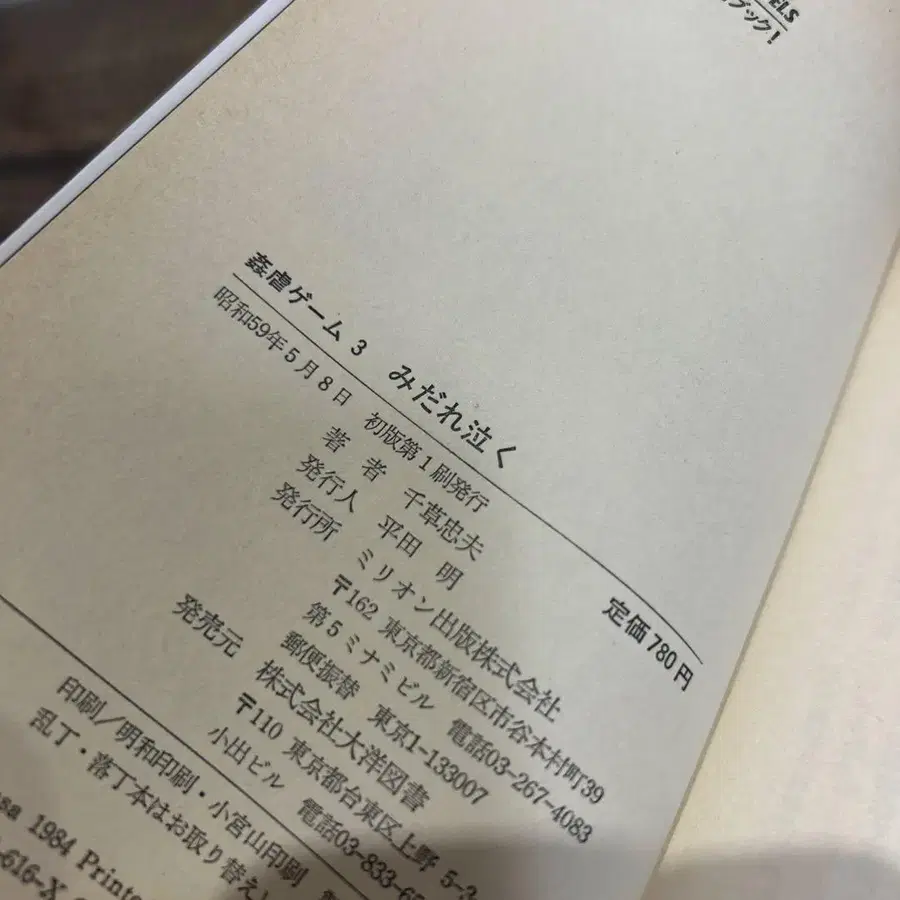 ELS
ブック!
姦虐ゲーム 3 みだれ泣く 定価780円
昭和59年5月8日 初版第1刷発行
著者 千草忠夫
発行人 平田 明
発行所 ミリオン出版株式会社
〒162 東京都新宿区市谷本村町39
第5ミナミビル 電話03-267-4083
郵便振替 東京1-133007
発売元 株式会社大洋図書
〒110 東京都台東区上野 5-3
小出ビル 電話03-833-6
印刷/明和印刷・小宮山印刷
乱丁・落丁本はお取り替えし
sa 1984 Printe
-616-X